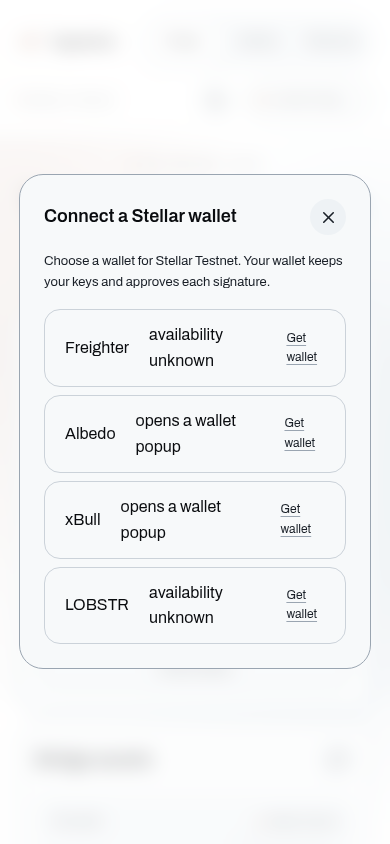 Connect a Stellar wallet
Choose a wallet for Stellar Testnet. Your wallet keeps
your keys and approves each signature.
Freighter
availability
unknown
Get
wallet
Albedo
opens a wallet
popup
Get
wallet
xBull
opens a wallet
popup
Get
wallet
LOBSTR
availability
unknown
Get
wallet